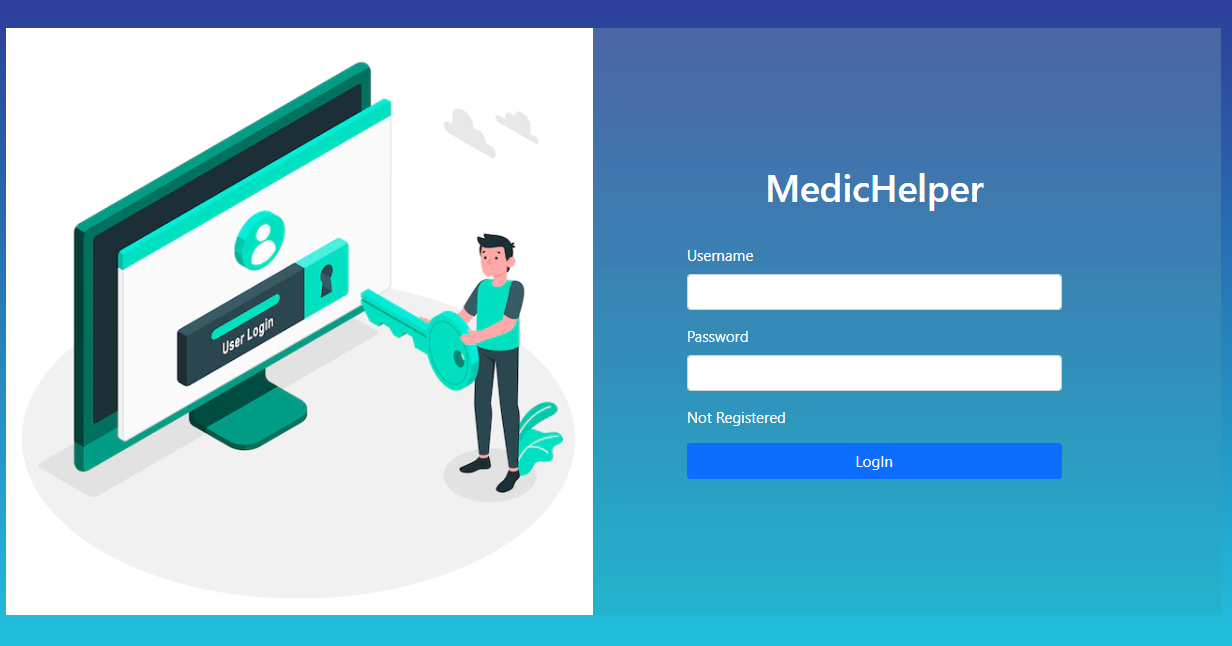 User Login
MedicHelper
Username
Password
Not Registered
LogIn